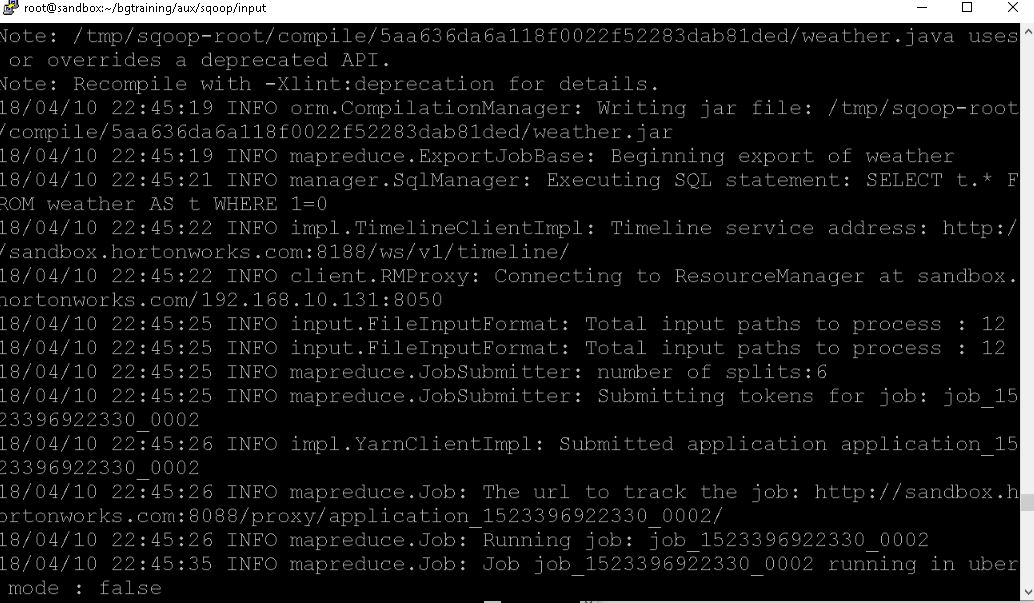 root@sandbox:~/bgtraining/aux/sqoop/input
Note: /tmp/sqoop-root/compile/5aa636da6a118f0022f52283dab81ded/weather.java uses
or overrides a deprecated API.
Note: Recompile with -Xlint:deprecation for details.
18/04/10 22:45:19 INFO orm.CompilationManager: Writing jar file: /tmp/sqoop-root
/compile/5aa636da6a118f0022f52283dab81ded/weather.jar
18/04/10 22:45:19 INFO mapreduce.ExportJobBase: Beginning export of weather
18/04/10 22:45:21 INFO manager.SqlManager: Executing SQL statement: SELECT t.* F
ROM weather AS t WHERE 1=0
18/04/10 22:45:22 INFO impl.TimelineClientImpl: Timeline service address: http:/
/sandbox.hortonworks.com:8188/ws/v1/timeline/
18/04/10 22:45:22 INFO client.RMProxy: Connecting to ResourceManager at sandbox.
hortonworks.com/192.168.10.131:8050
18/04/10 22:45:25 INFO input.FileInputFormat: Total input paths to process : 12
18/04/10 22:45:25 INFO input.FileInputFormat: Total input paths to process : 12
18/04/10 22:45:25 INFO mapreduce.JobSubmitter: number of splits:6
18/04/10 22:45:25 INFO mapreduce.JobSubmitter: Submitting tokens for job: job_15
23396922330_0002
18/04/10 22:45:26 INFO impl.YarnClientImpl: Submitted application application_15
23396922330_0002
18/04/10 22:45:26 INFO mapreduce.Job: The url to track the job: http://sandbox.h
ortonworks.com:8088/proxy/application_1523396922330_0002/
18/04/10 22:45:26 INFO mapreduce.Job: Running job: job_1523396922330_0002
18/04/10 22:45:35 INFO mapreduce.Job: Job job_1523396922330_0002 running in uber
mode : false